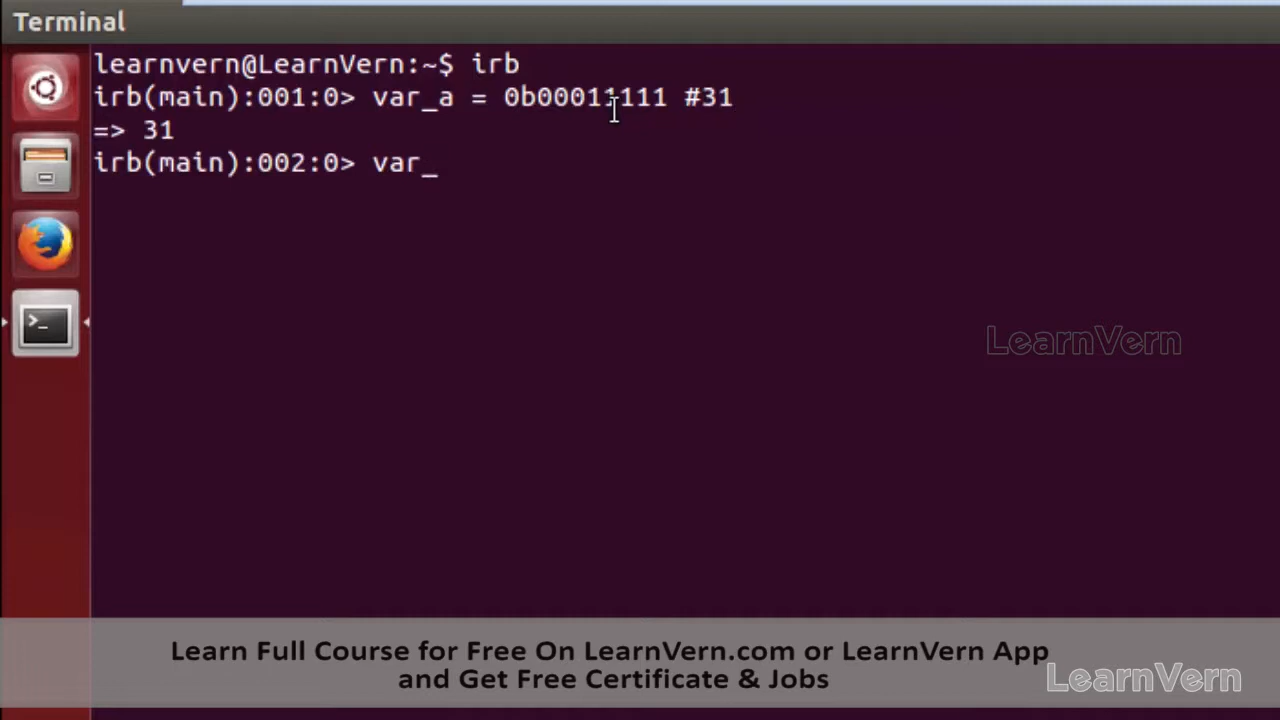 Terminal
learnvern@LearnVern:~$ irb
irb(main):001:0> var_a = 0b00011111 #31
=> 31
irb(main):002:0> var_
LearnVern
Learn Full Course for Free On LearnVern.com or LearnVern App
and Get Free Certificate & Jobs
LearnVern